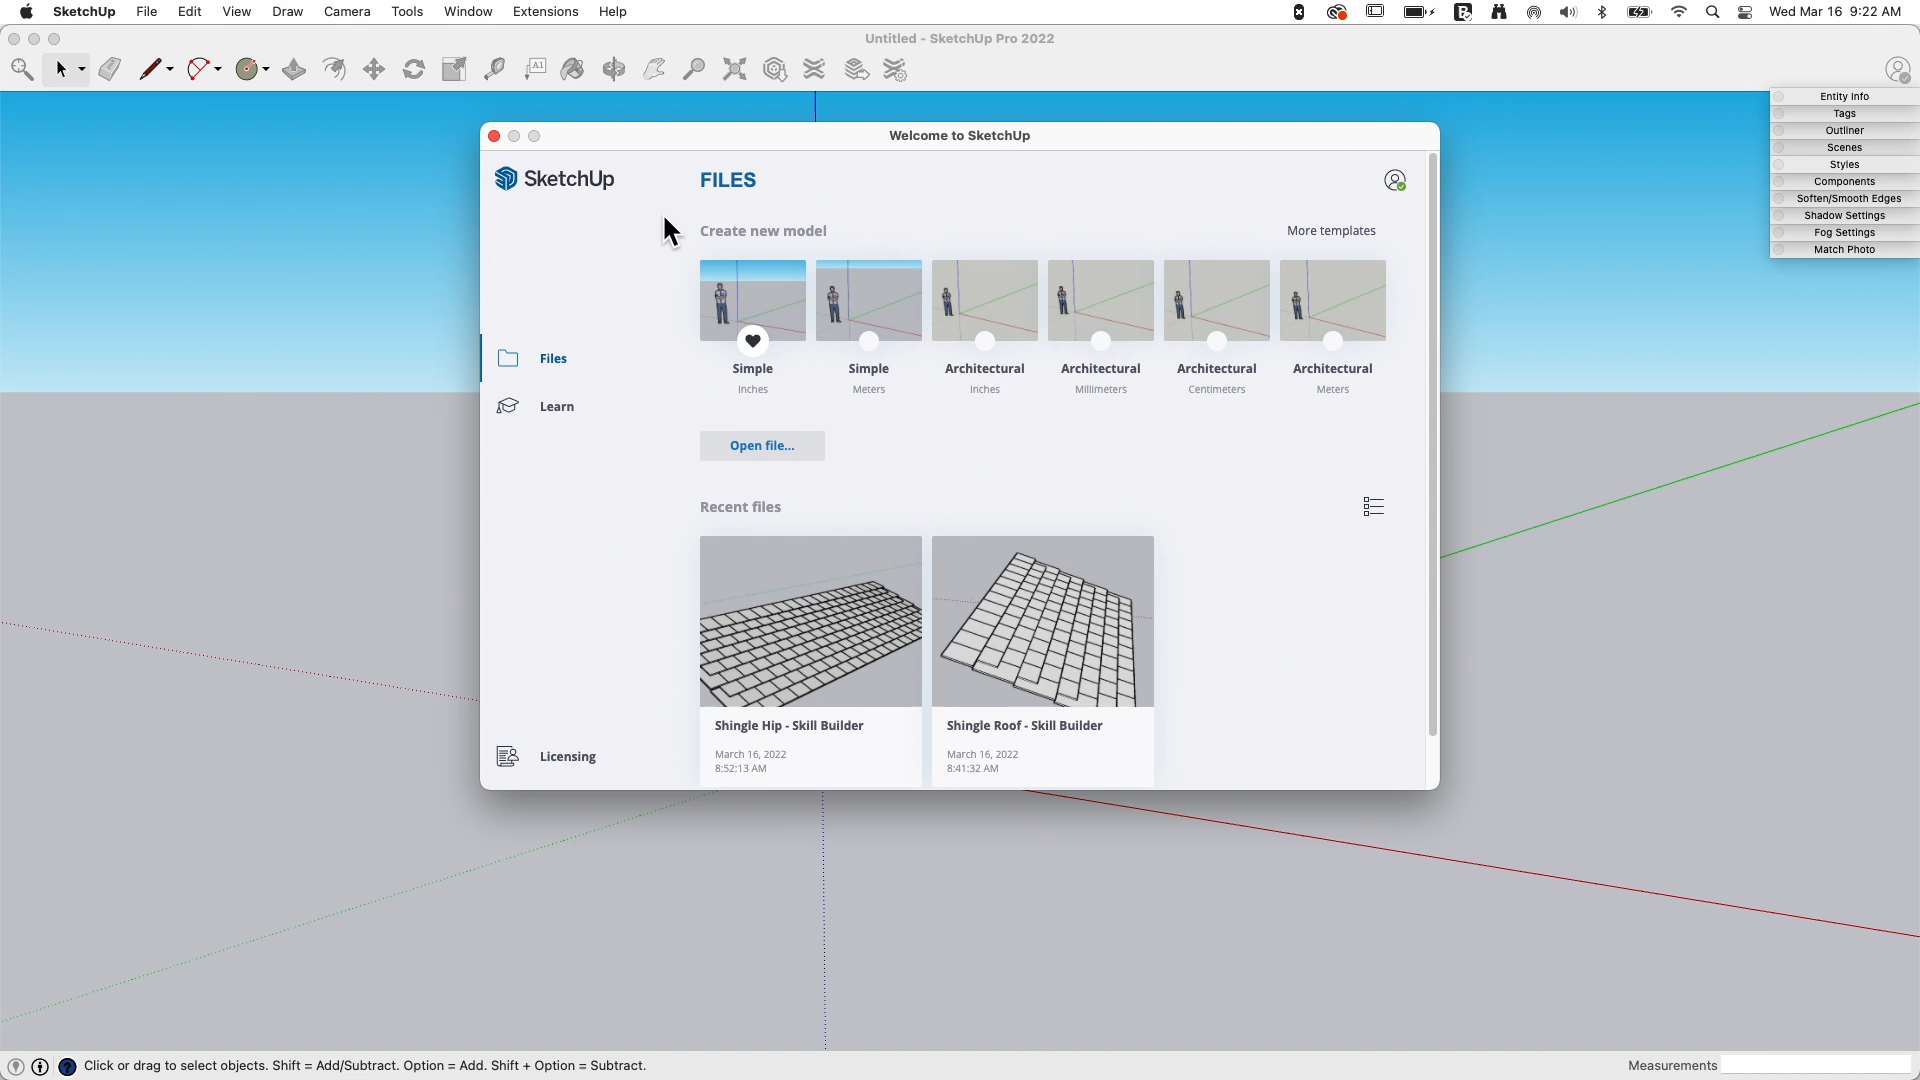 SketchUp File Edit View Draw Camera Tools Window Extensions Help Wed Mar 16 9:22 AM
Untitled - SketchUp Pro 2022
A1
Entity Info
Tags
Outliner
Scenes
Styles
Components
Soften/Smooth Edges
Shadow Settings
Fog Settings
Match Photo
Welcome to SketchUp
SketchUp
FILES
Create new model
More templates
Simple
Inches
Simple
Meters
Architectural
Inches
Architectural
Millimeters
Architectural
Centimeters
Architectural
Meters
Files
Learn
Open file...
Recent files
Shingle Hip - Skill Builder
March 16, 2022
8:52:13 AM
Shingle Roof - Skill Builder
March 16, 2022
8:41:32 AM
Licensing
Click or drag to select objects. Shift = Add/Subtract. Option = Add. Shift + Option = Subtract.
Measurements